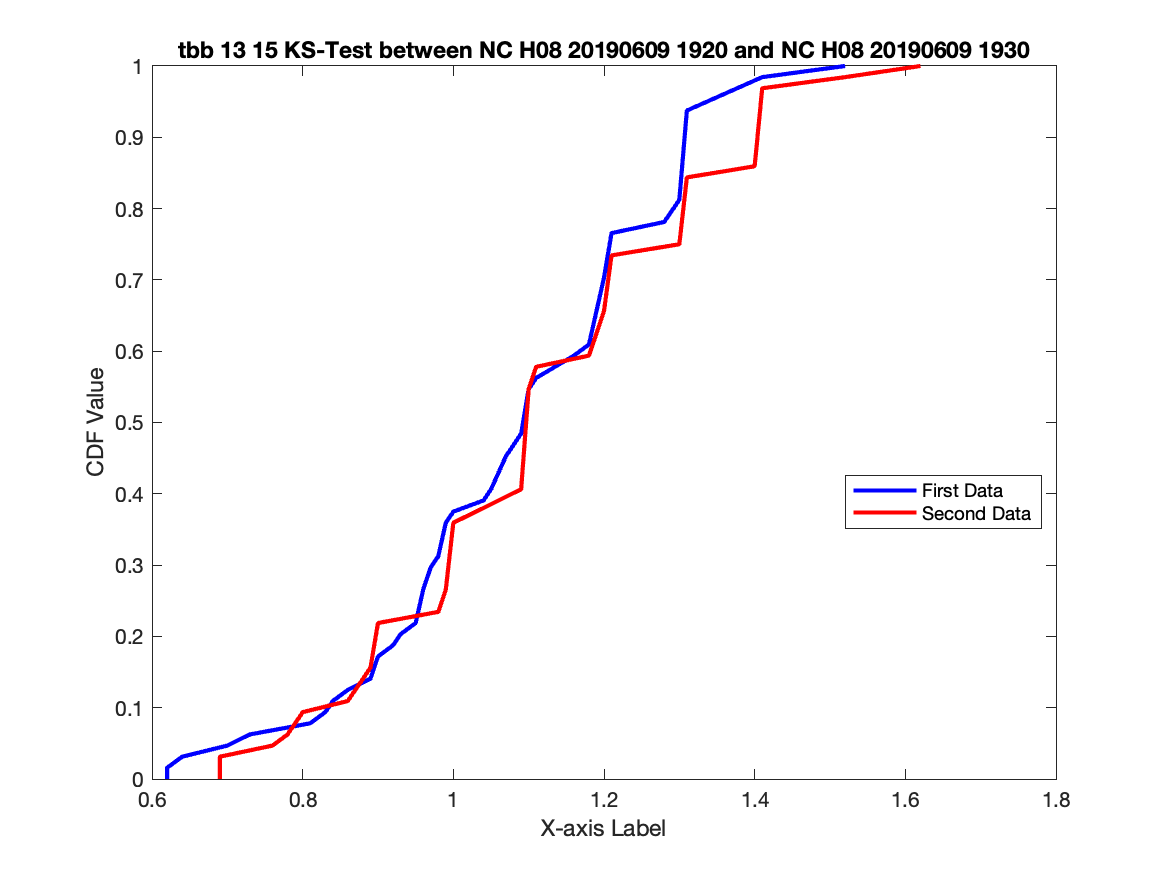 tbb 13 15 KS-Test between NC H08 20190609 1920 and NC H08 20190609 1930
1
0.9
0.8
0.7
0.6
0.5
0.4
0.3
0.2
0.1
0
CDF Value
First Data
Second Data
0.6 0.8 1 1.2 1.4 1.6 1.8
X-axis Label